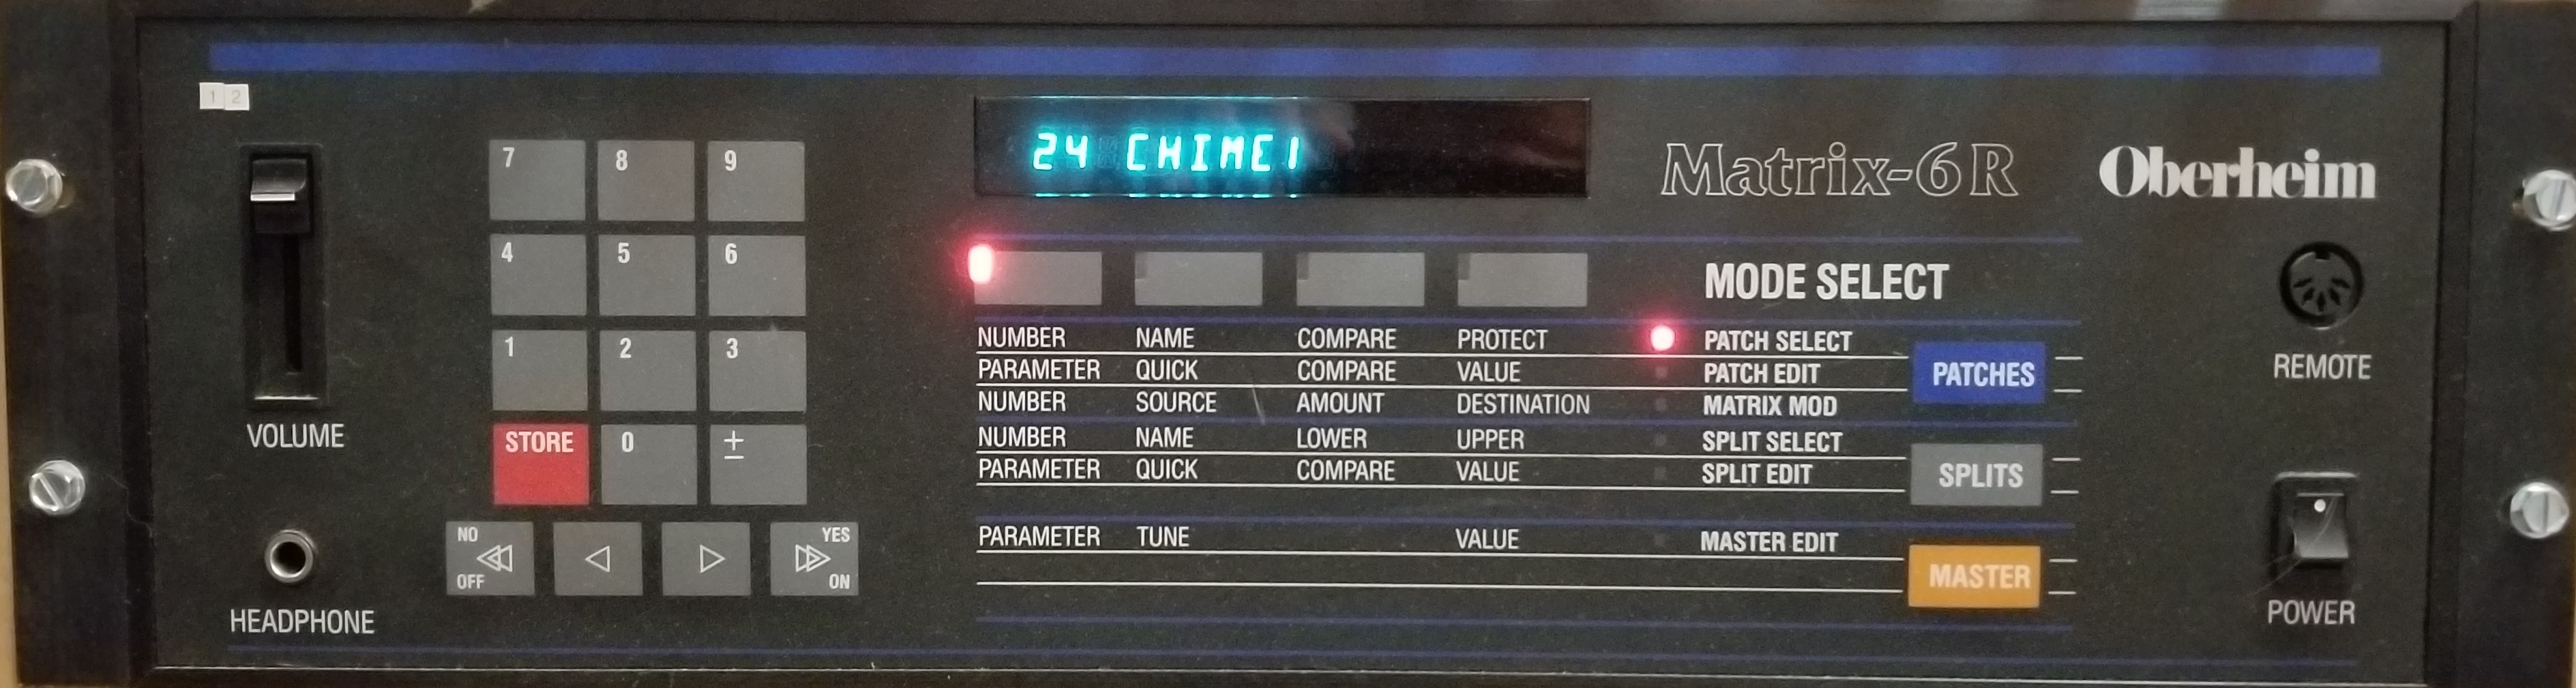 1 2
24 CHIME1
Matrix-6R
Oberheim
7 8 9
4 5 6
1 2 3
STORE 0 ±
NO YES
OFF ON
VOLUME
HEADPHONE
MODE SELECT
NUMBER NAME COMPARE PROTECT PATCH SELECT
PARAMETER QUICK COMPARE VALUE PATCH EDIT
PATCHES
NUMBER SOURCE AMOUNT DESTINATION MATRIX MOD
NUMBER NAME LOWER UPPER SPLIT SELECT
PARAMETER QUICK COMPARE VALUE SPLIT EDIT
SPLITS
PARAMETER TUNE VALUE MASTER EDIT
MASTER
REMOTE
POWER